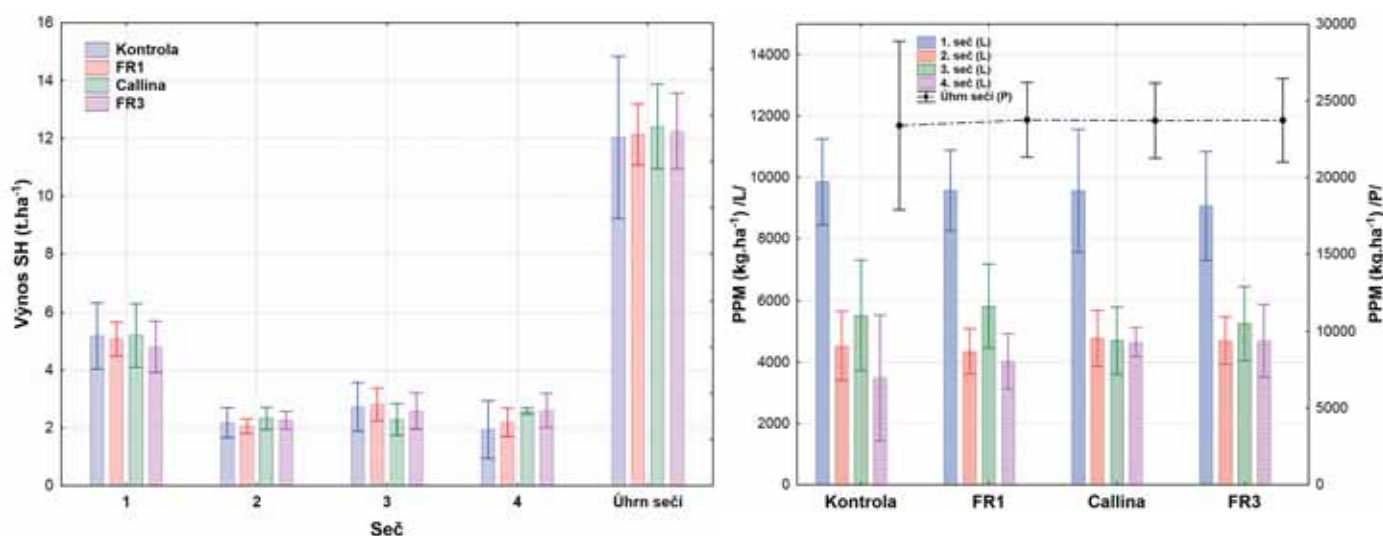 16
14
12
10
8
6
4
2
0
Výnos SH (t.ha⁻¹)
Kontrola
FR1
Callina
FR3
1
2
3
4
Úhrn sečí
Seč
14000
12000
10000
8000
6000
4000
2000
0
PPM (kg.ha⁻¹) /L/
1. seč (L)
2. seč (L)
3. seč (L)
4. seč (L)
Úhrn sečí (P)
30000
25000
20000
15000
10000
5000
0
PPM (kg.ha⁻¹) /P/
Kontrola
FR1
Callina
FR3